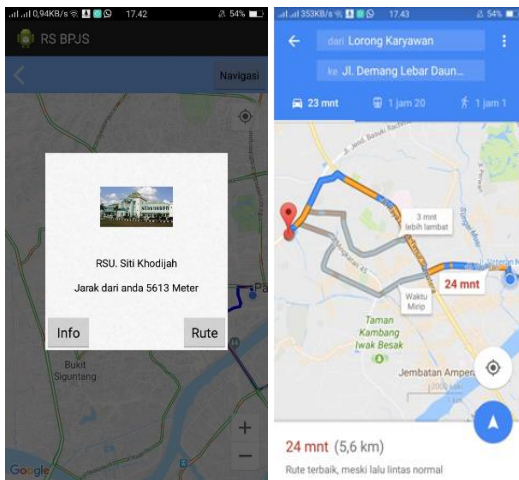 0,94KB/s
17.42
54%
RS BPJS
Navigasi
RSU. Siti Khodijah
Jarak dari anda 5613 Meter
Info
Rute
Bukit
Siguntang
Google
353KB/s
17.43
54%
dari Lorong Karyawan
ke Jl. Demang Lebar Daun...
23 mnt
1 jam 20
1 jam 1
3 mnt
lebih lambat
24 mnt
Waktu
Mirip
Taman
Kambang
Iwak Besak
Jembatan Amper
24 mnt (5,6 km)
Rute terbaik, meski lalu lintas normal